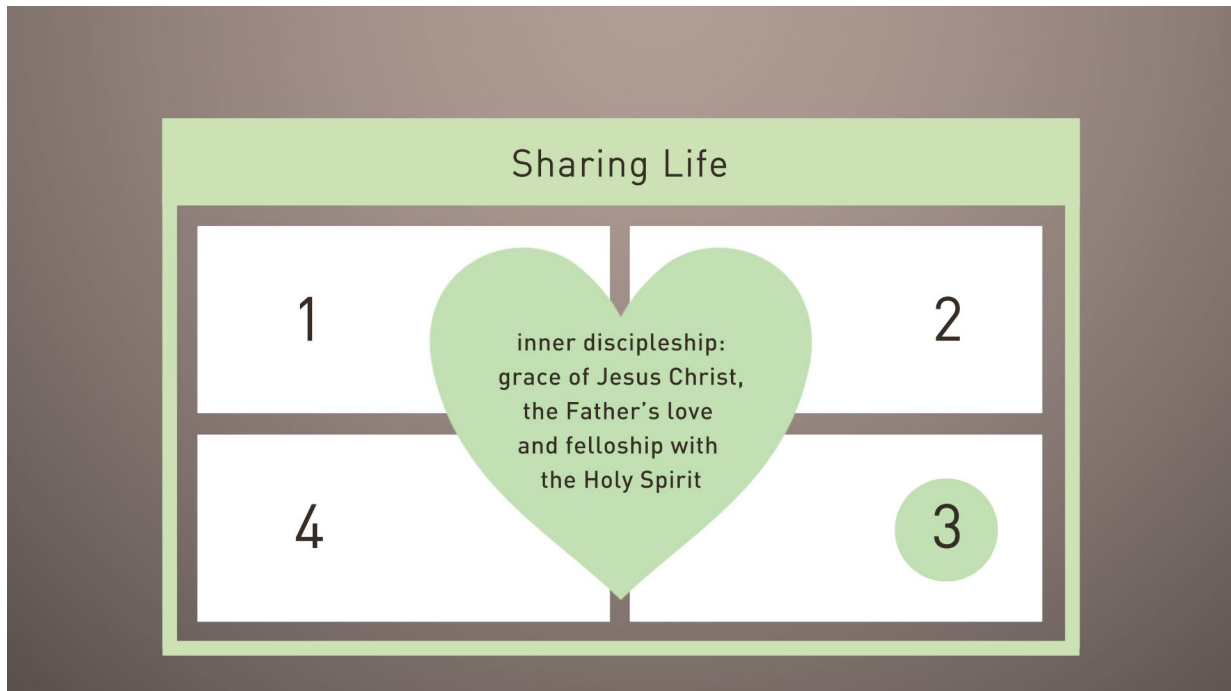 Sharing Life
1
2
inner discipleship:
grace of Jesus Christ,
the Father's love
and felloship with
the Holy Spirit
4
3